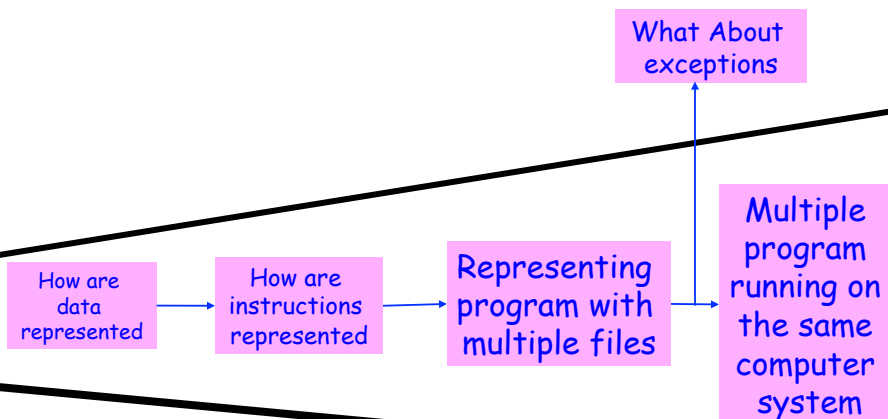 What About
exceptions
How are
data
represented
How are
instructions
represented
Representing
program with
multiple files
Multiple
program
running on
the same
computer
system